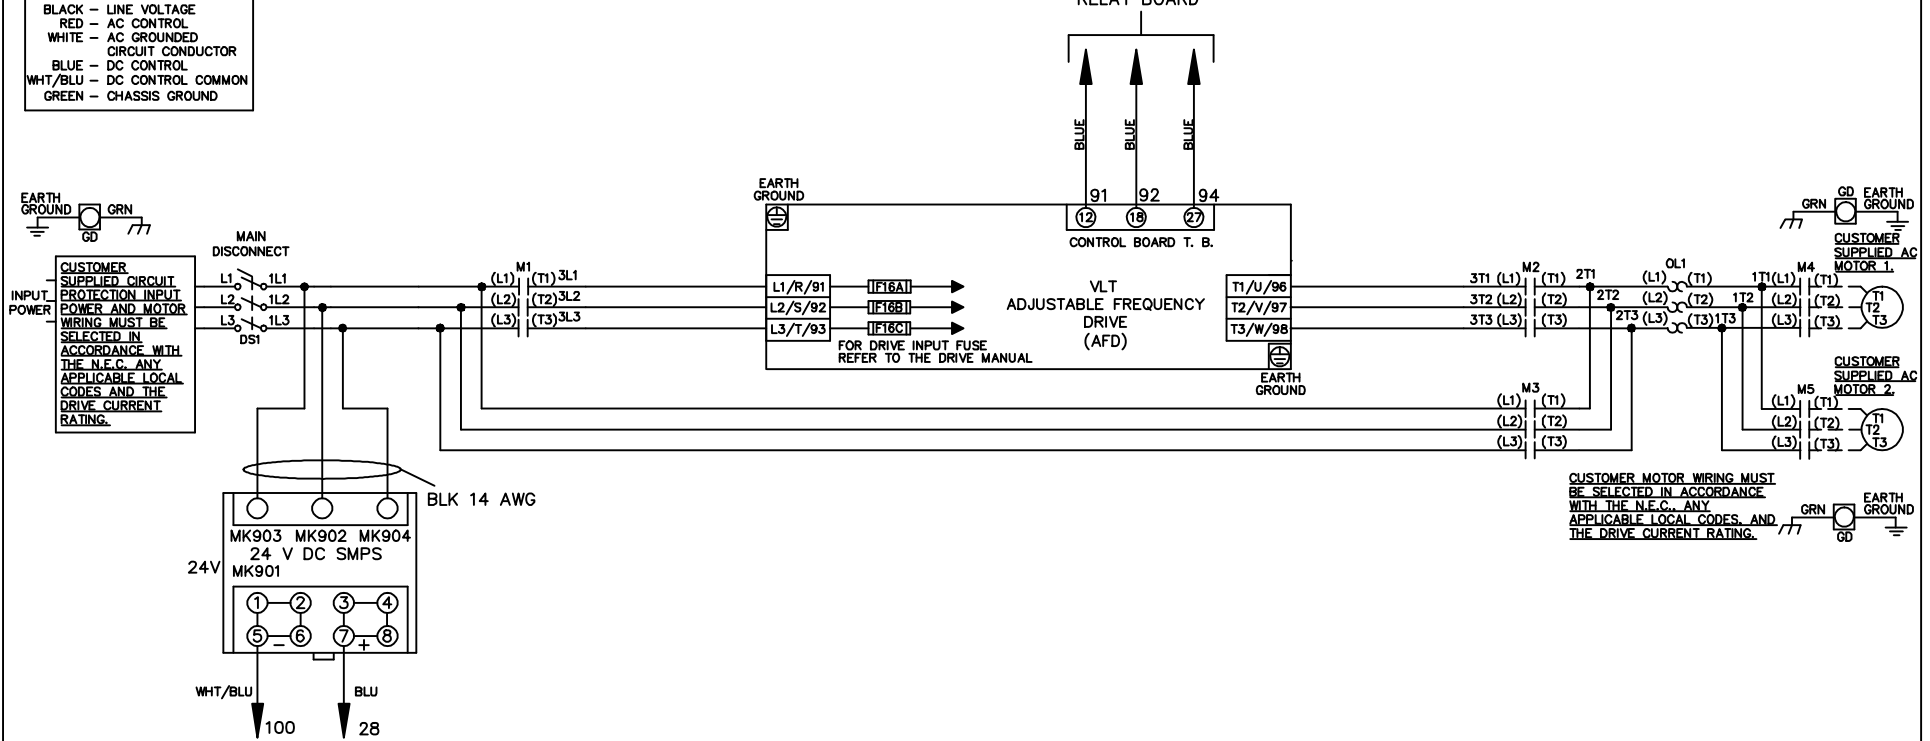 BLACK – LINE VOLTAGE
RED – AC CONTROL
WHITE – AC GROUNDED
CIRCUIT CONDUCTOR
BLUE – DC CONTROL
WHT/BLU – DC CONTROL COMMON
GREEN – CHASSIS GROUND
RELAY BOARD
BLUE
BLUE
BLUE
91
92
94
12
18
27
CONTROL BOARD T. B.
EARTH
GROUND
GRN
GD
MAIN
DISCONNECT
INPUT
POWER
CUSTOMER
SUPPLIED CIRCUIT
PROTECTION INPUT
POWER AND MOTOR
WIRING MUST BE
SELECTED IN
ACCORDANCE WITH
THE N.E.C. ANY
APPLICABLE LOCAL
CODES AND THE
DRIVE CURRENT
RATING.
L1 1L1
L2 1L2
L3 1L3
DS1
M1
(L1) (T1) 3L1
(L2) (T2) 3L2
(L3) (T3) 3L3
EARTH
GROUND
L1/R/91
L2/S/92
L3/T/93
F16A
F16B
F16C
FOR DRIVE INPUT FUSE
REFER TO THE DRIVE MANUAL
VLT
ADJUSTABLE FREQUENCY
DRIVE
(AFD)
T1/U/96
T2/V/97
T3/W/98
EARTH
GROUND
M2
3T1 (L1) (T1) 2T1
3T2 (L2) (T2) 2T2
3T3 (L3) (T3) 2T3
OL1
(L1) (T1) 1T1
(L2) (T2) 1T2
(L3) (T3) 1T3
M4
(L1) (T1)
(L2) (T2)
(L3) (T3)
T1
T2
T3
GD
GRN
EARTH
GROUND
CUSTOMER
SUPPLIED AC
MOTOR 1.
M3
(L1) (T1)
(L2) (T2)
(L3) (T3)
CUSTOMER
SUPPLIED AC
MOTOR 2.
M5
(L1) (T1)
(L2) (T2)
(L3) (T3)
T1
T2
T3
CUSTOMER MOTOR WIRING MUST
BE SELECTED IN ACCORDANCE
WITH THE N.E.C., ANY
APPLICABLE LOCAL CODES, AND
THE DRIVE CURRENT RATING.
GRN
GD
EARTH
GROUND
BLK 14 AWG
MK903 MK902 MK904
24 V DC SMPS
24V
MK901
1 2 3 4
5 6 7 8
– +
WHT/BLU
BLU
100
28